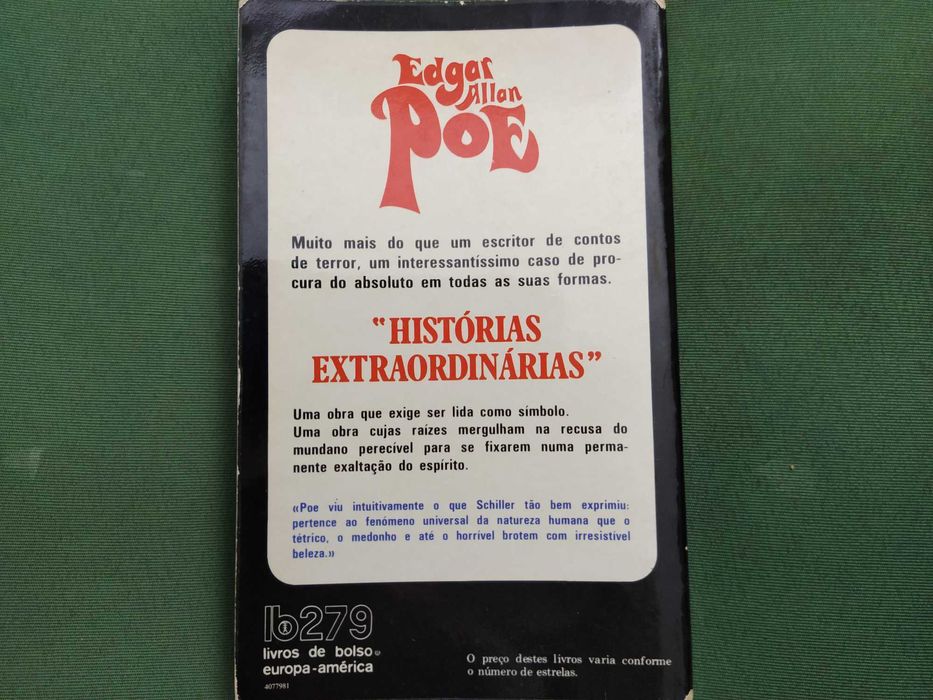 Edgar
Allan
POE
Muito mais do que um escritor de contos
de terror, um interessantíssimo caso de pro-
cura do absoluto em todas as suas formas.
“HISTÓRIAS
EXTRAORDINÁRIAS”
Uma obra que exige ser lida como símbolo.
Uma obra cujas raízes mergulham na recusa do
mundano perecível para se fixarem numa perma-
nente exaltação do espírito.
«Poe viu intuitivamente o que Schiller tão bem exprimiu:
pertence ao fenómeno universal da natureza humana que o
tétrico, o medonho e até o horrível brotem com irresistível
beleza.»
lb279
livros de bolso
europa-américa
4077981
O preço destes livros varia conforme
o número de estrelas.